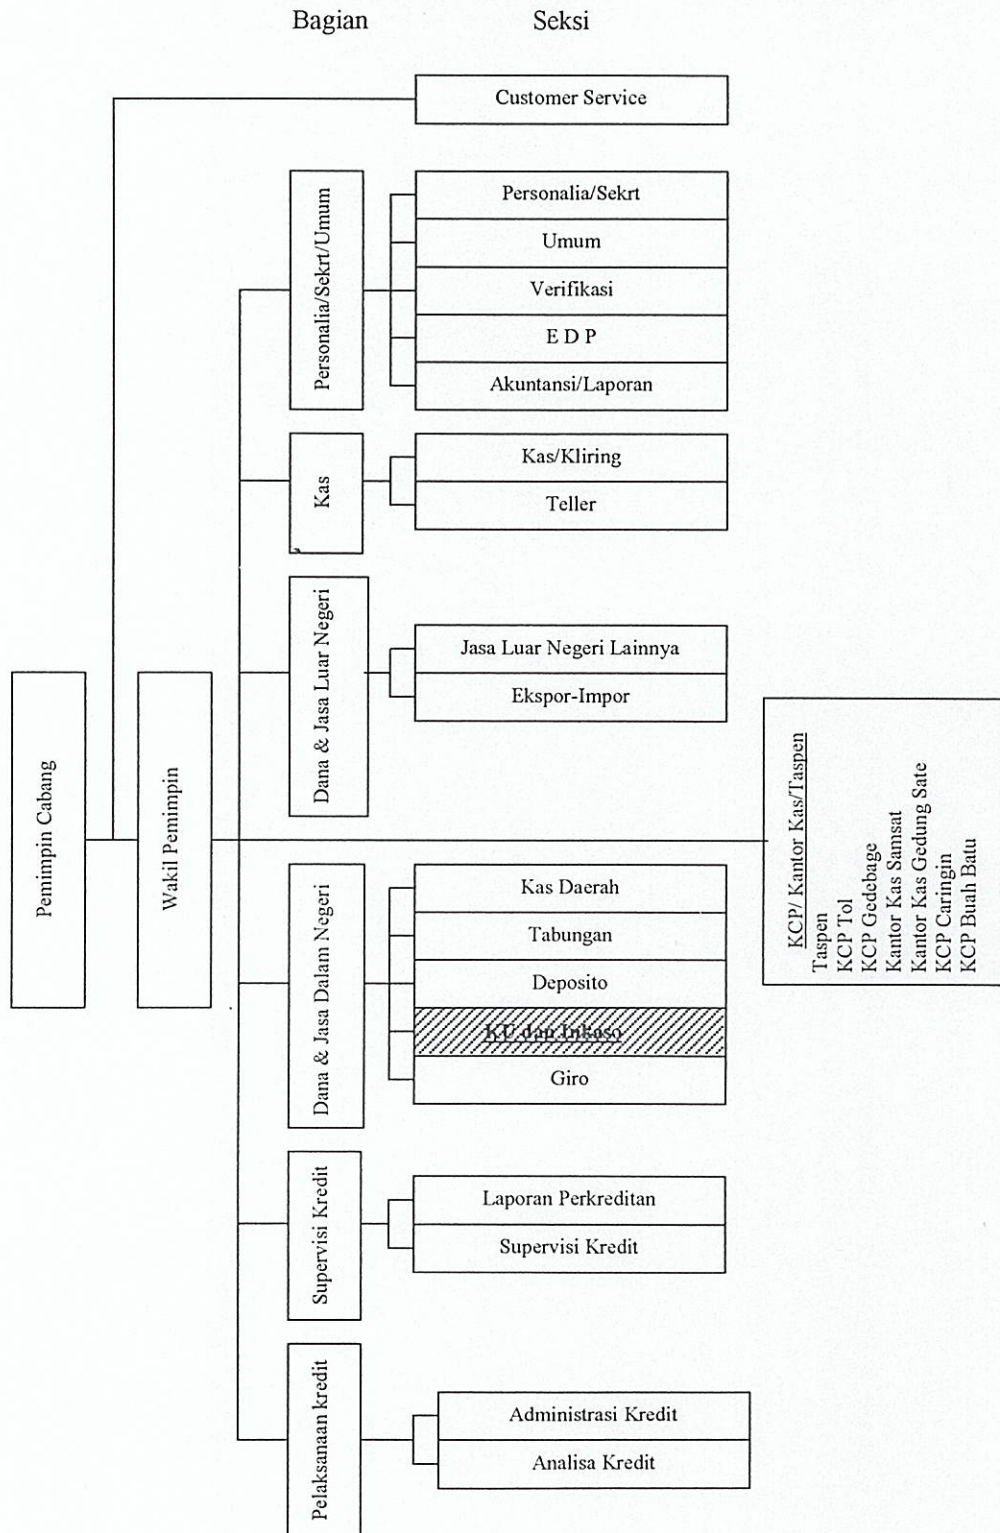 Bagian
Seksi
Customer Service
Personalia/Sekrt/Umum
Personalia/Sekrt
Umum
Verifikasi
E D P
Akuntansi/Laporan
Kas
Kas/Kliring
Teller
Dana & Jasa Luar Negeri
Jasa Luar Negeri Lainnya
Ekspor-Impor
Pemimpin Cabang
Wakil Pemimpin
KCP/ Kantor Kas/Taspen
Taspen
KCP Tol
KCP Gedebage
Kantor Kas Samsat
Kantor Kas Gedung Sate
KCP Caringin
KCP Buah Batu
Dana & Jasa Dalam Negeri
Kas Daerah
Tabungan
Deposito
KU dan Inkaso
Giro
Supervisi Kredit
Laporan Perkreditan
Supervisi Kredit
Pelaksanaan kredit
Administrasi Kredit
Analisa Kredit